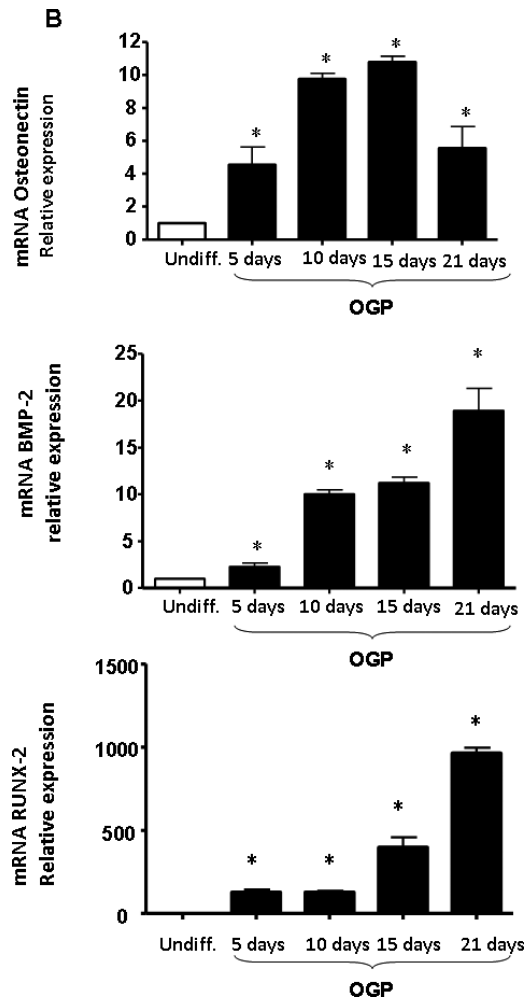 B
mRNA Osteonectin
Relative expression
12
10
8
6
4
2
0
*
*
*
*
Undiff. 5 days 10 days 15 days 21 days
OGP
mRNA BMP-2
relative expression
25
20
15
10
5
0
*
*
*
*
Undiff. 5 days 10 days 15 days 21 days
OGP
mRNA RUNX-2
Relative expression
1500
1000
500
0
*
*
*
*
Undiff. 5 days 10 days 15 days 21 days
OGP